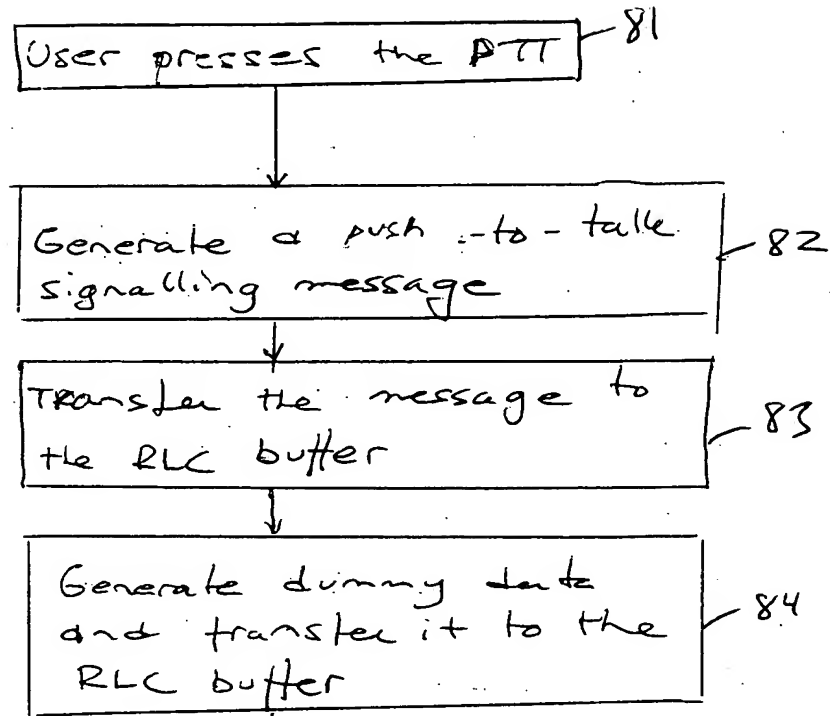 User presses the PTT 81
Generate a push-to-talk 82
signalling message
Transfer the message to 83
the RLC buffer
Generate dummy data 84
and transfer it to the
RLC buffer